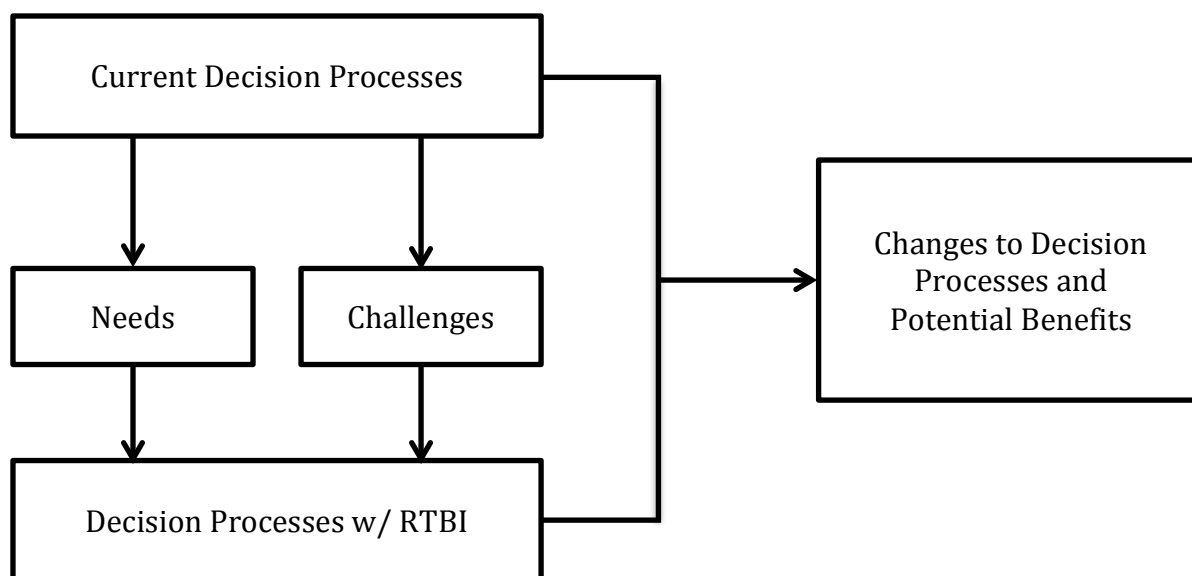 Current Decision Processes
Needs
Challenges
Decision Processes w/ RTBI
Changes to Decision
Processes and
Potential Benefits